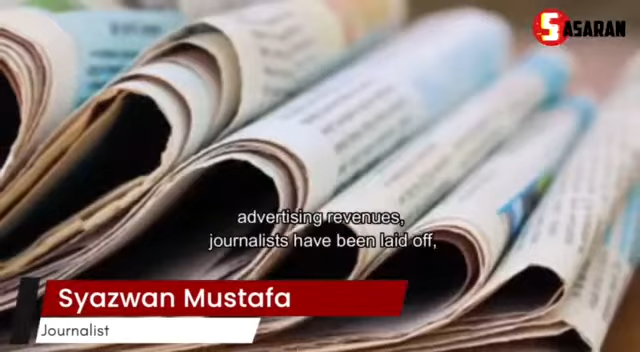 SASARAN
advertising revenues,
journalists have been laid off,
Syazwan Mustafa
Journalist